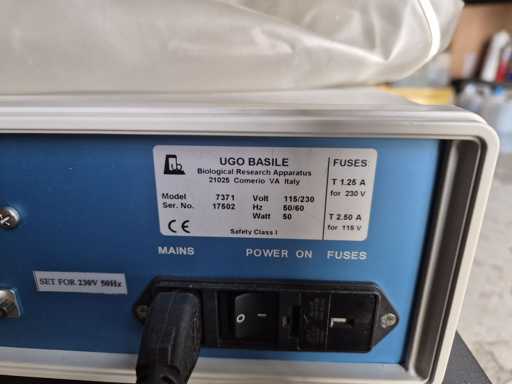 UGO BASILE
Biological Research Apparatus
21025 Comerio VA Italy
Model 7371 Volt 115/230
Ser. No. 17502 Hz 50/60
Watt 50
CE
Safety Class I
FUSES:
T 1.25 A
for 230 V
T 2.50 A
for 115 V
MAINS POWER ON FUSES
SET FOR 230V 50Hz
O I